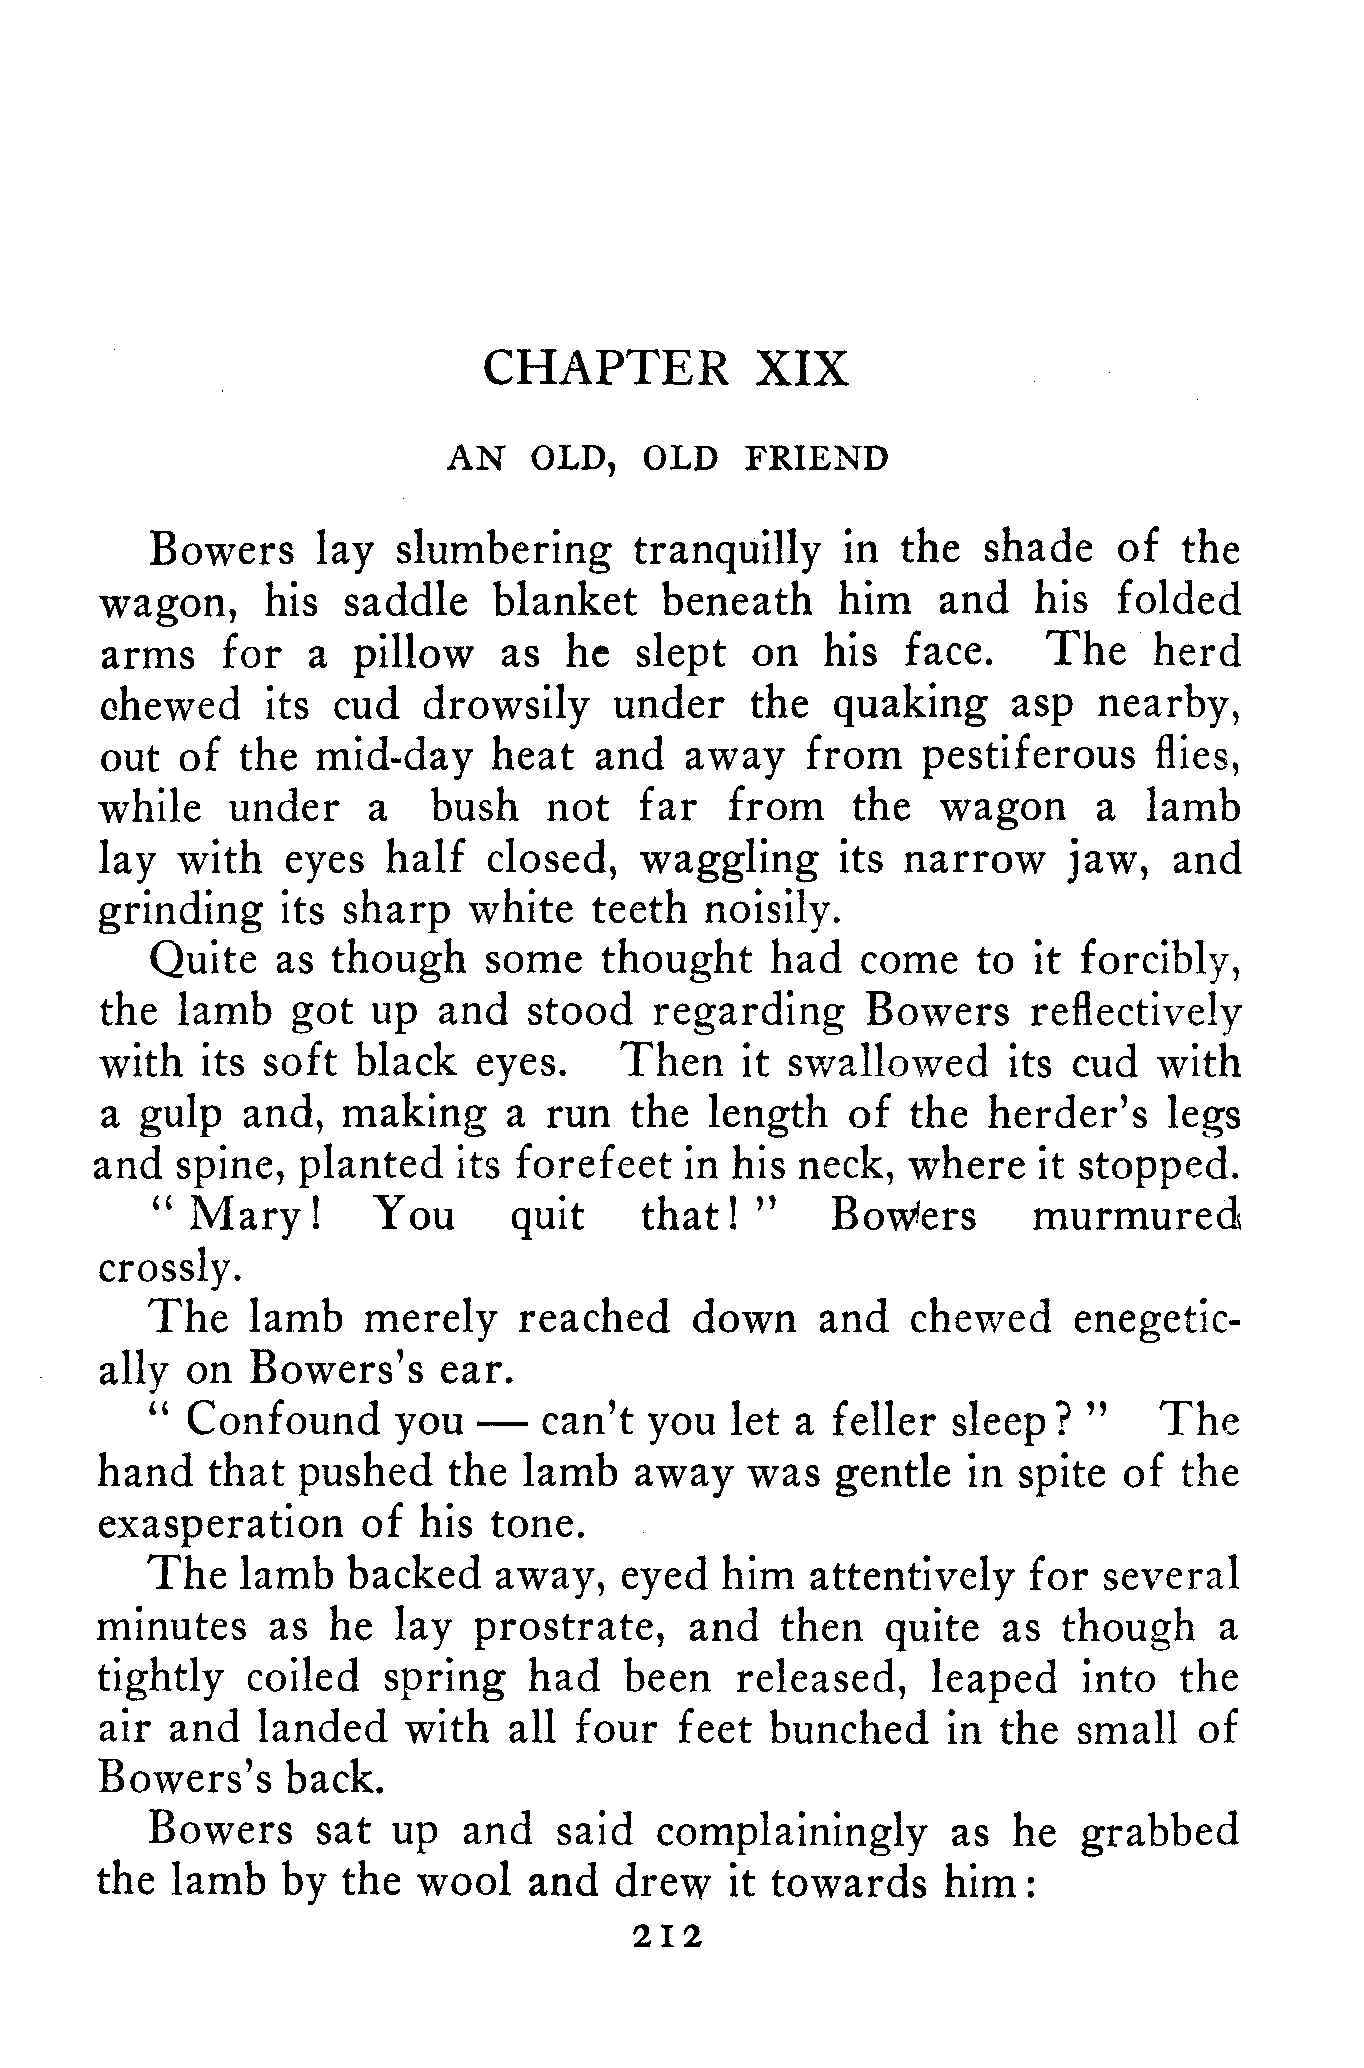 CHAPTER XIX
AN OLD, OLD FRIEND
Bowers lay slumbering tranquilly in the shade of the
wagon, his saddle blanket beneath him and his folded
arms for a pillow as he slept on his face. The herd
chewed its cud drowsily under the quaking asp nearby,
out of the mid-day heat and away from pestiferous flies,
while under a bush not far from the wagon a lamb
lay with eyes half closed, waggling its narrow jaw, and
grinding its sharp white teeth noisily.
Quite as though some thought had come to it forcibly,
the lamb got up and stood regarding Bowers reflectively
with its soft black eyes. Then it swallowed its cud with
a gulp and, making a run the length of the herder's legs
and spine, planted its forefeet in his neck, where it stopped.
“ Mary! You quit that! ” Bowers murmured
crossly.
The lamb merely reached down and chewed enegetic-
ally on Bowers's ear.
“ Confound you — can't you let a feller sleep? ” The
hand that pushed the lamb away was gentle in spite of the
exasperation of his tone.
The lamb backed away, eyed him attentively for several
minutes as he lay prostrate, and then quite as though a
tightly coiled spring had been released, leaped into the
air and landed with all four feet bunched in the small of
Bowers's back.
Bowers sat up and said complainingly as he grabbed
the lamb by the wool and drew it towards him:
212